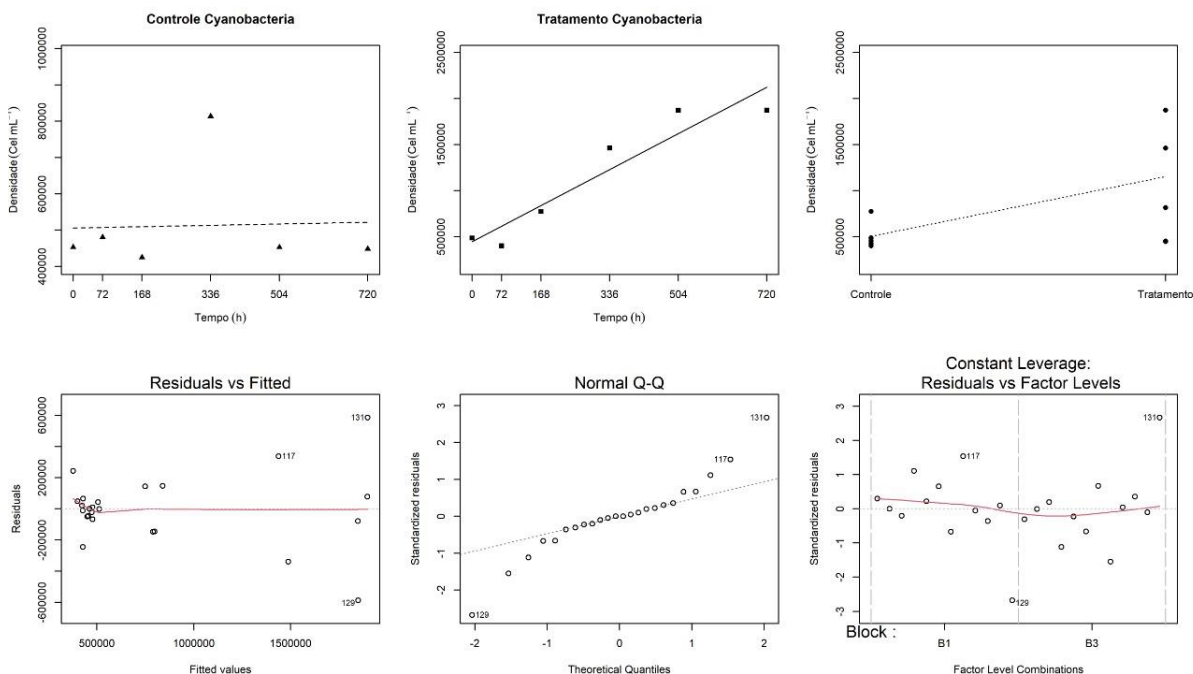 Controle Cyanobacteria
Densidade (Cel mL⁻¹)
400000 600000 800000 1000000
0 72 168 336 504 720
Tempo (h)
Tratamento Cyanobacteria
Densidade (Cel mL⁻¹)
500000 1500000 2500000
0 72 168 336 504 720
Tempo (h)
Densidade (Cel mL⁻¹)
500000 1500000 2500000
Controle Tratamento
Residuals vs Fitted
Residuals
-600000 -200000 200000 600000
131
117
129
500000 1000000 1500000
Fitted values
Normal Q-Q
Standardized residuals
-2 -1 0 1 2 3
131
117
129
-2 -1 0 1 2
Theoretical Quantiles
Constant Leverage:
Residuals vs Factor Levels
Standardized residuals
-3 -2 -1 0 1 2 3
131
117
129
Block :
B1 B3
Factor Level Combinations